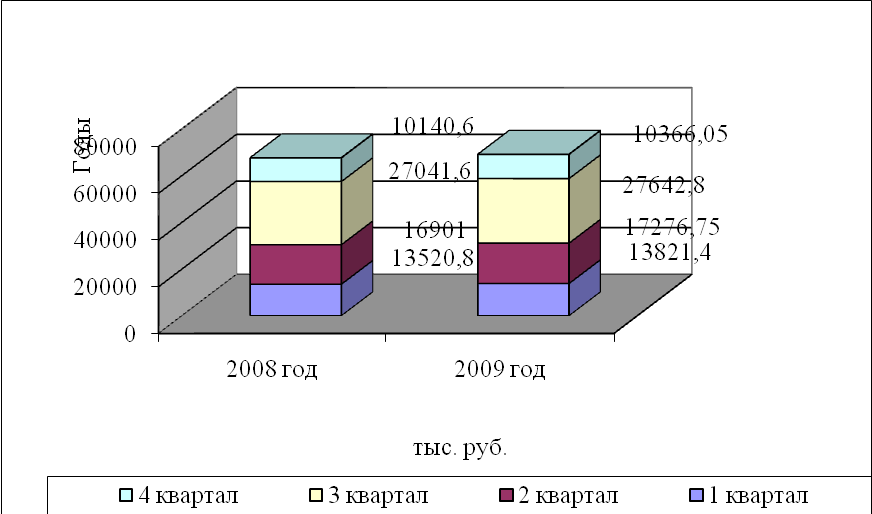 Годы
80000
60000
40000
20000
0
10140,6
27041,6
16901
13520,8
10366,05
27642,8
17276,75
13821,4
2008 год
2009 год
тыс. руб.
4 квартал
3 квартал
2 квартал
1 квартал